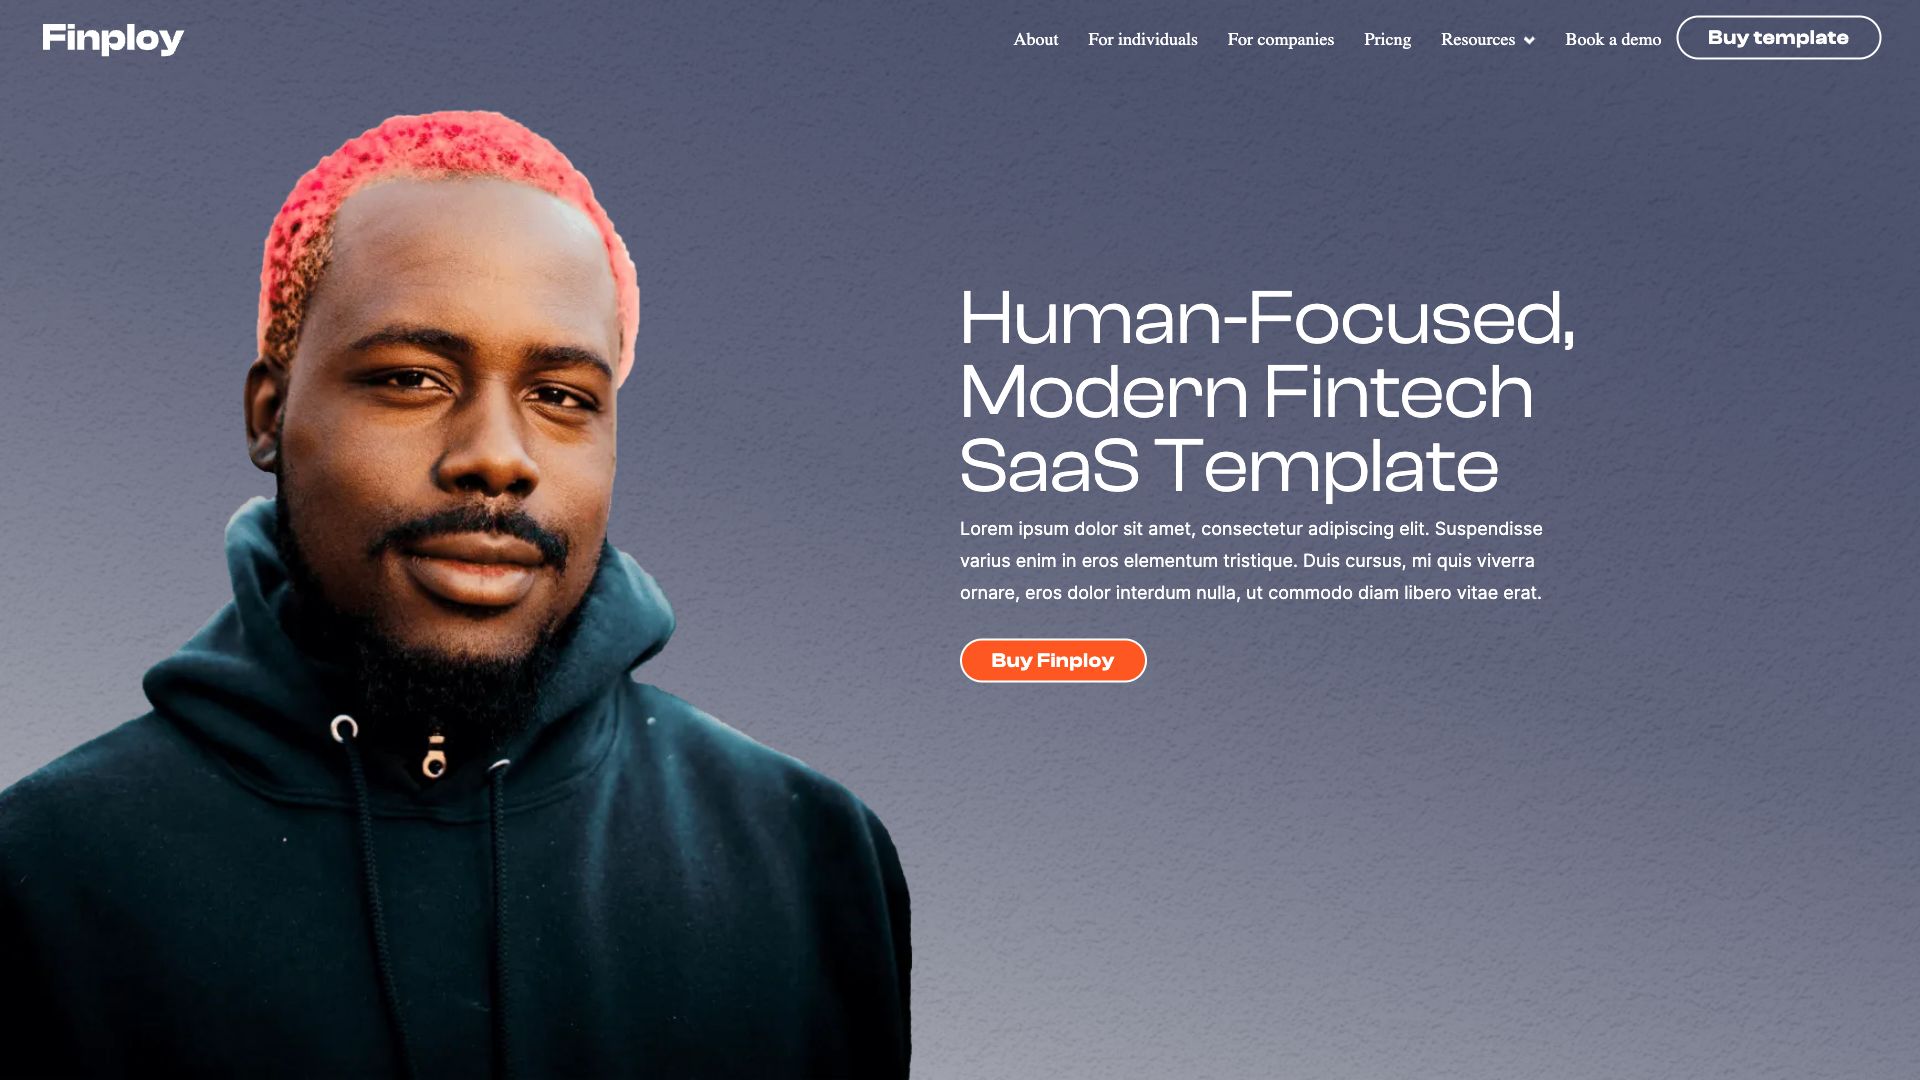 Finploy
About
For individuals
For companies
Pricng
Resources
Book a demo
Buy template
Human-Focused,
Modern Fintech
SaaS Template
Lorem ipsum dolor sit amet, consectetur adipiscing elit. Suspendisse
varius enim in eros elementum tristique. Duis cursus, mi quis viverra
ornare, eros dolor interdum nulla, ut commodo diam libero vitae erat.
Buy Finploy